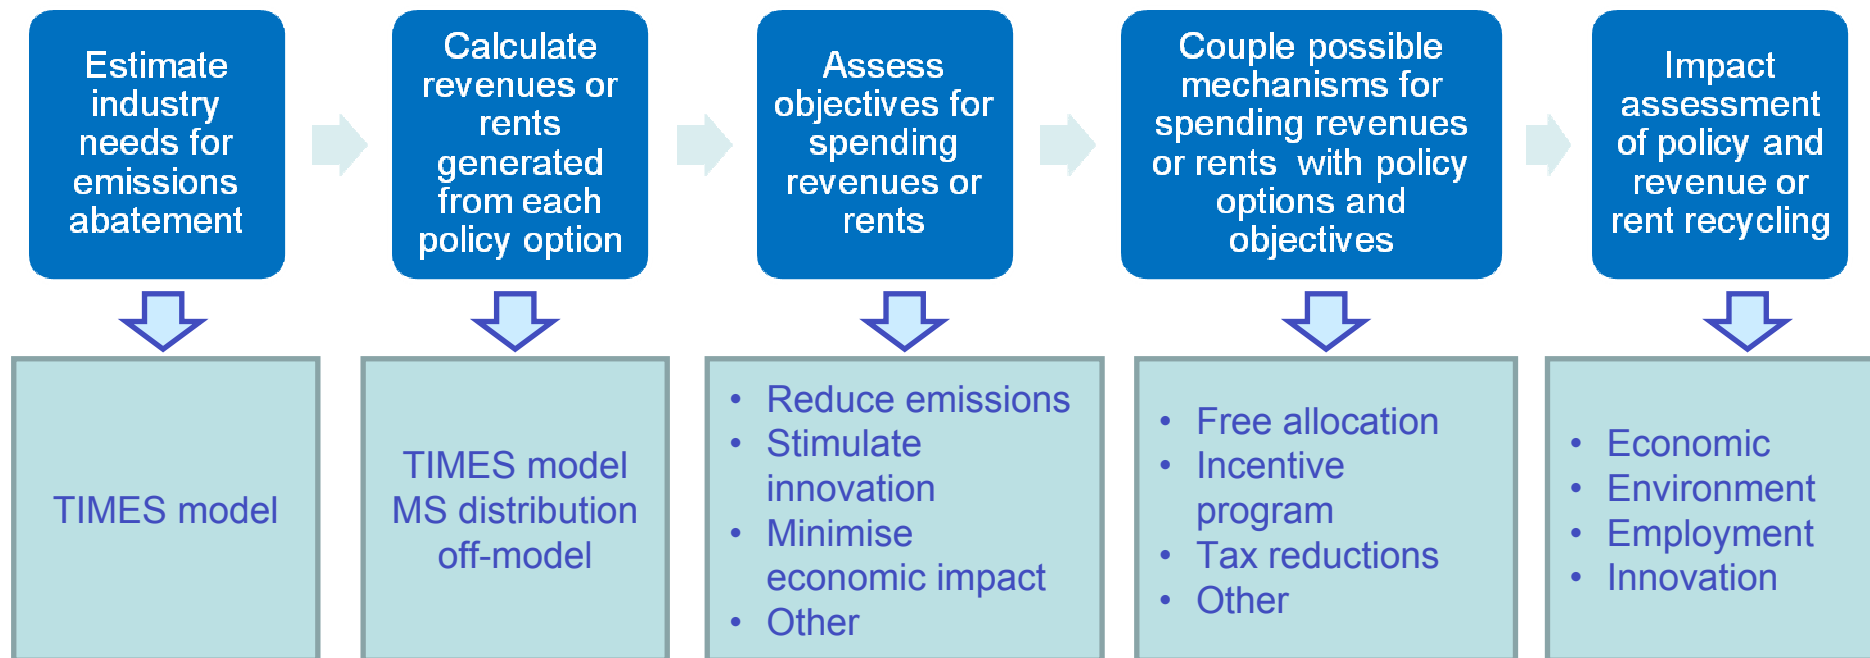 Estimate
industry
needs for
emissions
abatement
Calculate
revenues or
rents
generated
from each
policy option
Assess
objectives for
spending
revenues or
rents
Couple possible
mechanisms for
spending revenues
or rents with policy
options and
objectives
Impact
assessment
of policy and
revenue or
rent recycling
TIMES model
TIMES model
MS distribution
off-model
• Reduce emissions
• Stimulate
innovation
• Minimise
economic impact
• Other
• Free allocation
• Incentive
program
• Tax reductions
• Other
• Economic
• Environment
• Employment
• Innovation